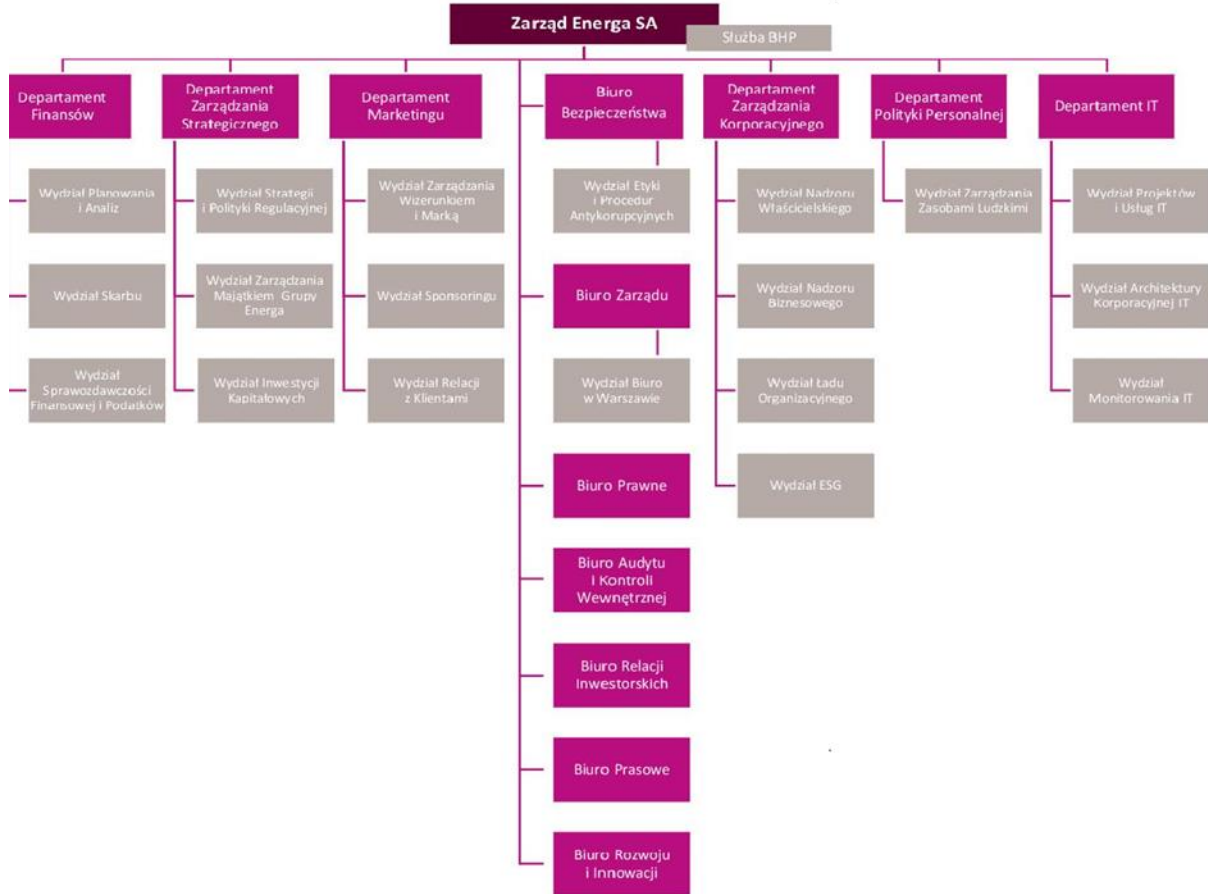 Zarząd Energa SA
Służba BHP
Departament
Finansów
Departament
Zarządzania
Strategicznego
Departament
Marketingu
Biuro
Bezpieczeństwa
Departament
Zarządzania
Korporacyjnego
Departament
Polityki Personalnej
Departament IT
Wydział Planowania
i Analiz
Wydział Strategii
i Polityki Regulacyjnej
Wydział Zarządzania
Wizerunkiem
i Marką
Wydział Etyki
i Procedur
Antykorupcyjnych
Wydział Nadzoru
Właścicielskiego
Wydział Zarządzania
Zasobami Ludzkimi
Wydział Projektów
i Usług IT
Wydział Skarbu
Wydział Zarządzania
Majątkiem Grupy
Energa
Wydział Sponsoringu
Biuro Zarządu
Wydział Nadzoru
Biznesowego
Wydział Architektury
Korporacyjnej IT
Wydział
Sprawozdawczości
Finansowej i Podatków
Wydział Inwestycji
Kapitałowych
Wydział Relacji
z Klientami
Wydział Biuro
w Warszawie
Wydział Ładu
Organizacyjnego
Wydział
Monitorowania IT
Biuro Prawne
Wydział ESG
Biuro Audytu
I Kontroli
Wewnętrznej
Biuro Relacji
Inwestorskich
Biuro Prasowe
Biuro Rozwoju
i Innowacji